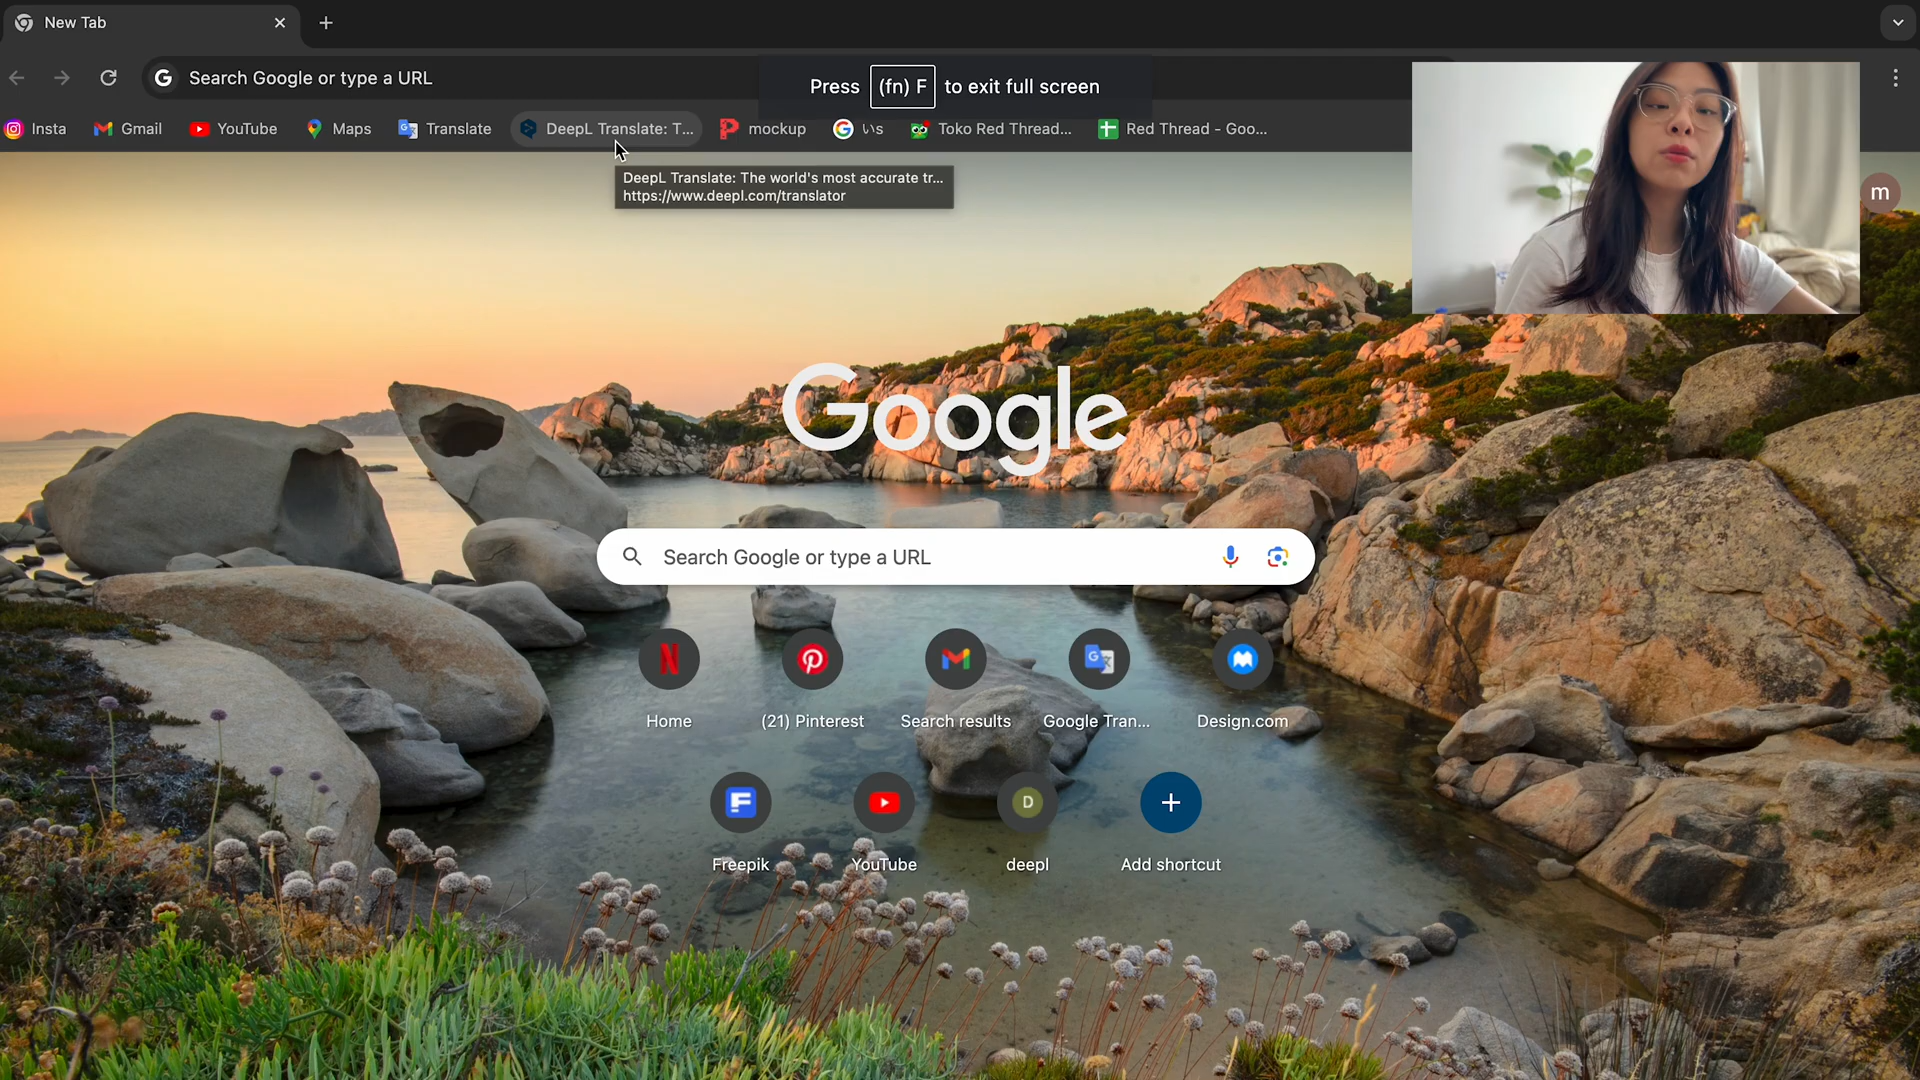 New Tab
Search Google or type a URL
Press (fn) F to exit full screen
Insta Gmail YouTube Maps Translate DeepL Translate: T... mockup いs Toko Red Thread... Red Thread - Goo...
DeepL Translate: The world's most accurate tr...
https://www.deepl.com/translator
m
Google
Search Google or type a URL
Home (21) Pinterest Search results Google Tran... Design.com
D
Freepik YouTube deepl Add shortcut